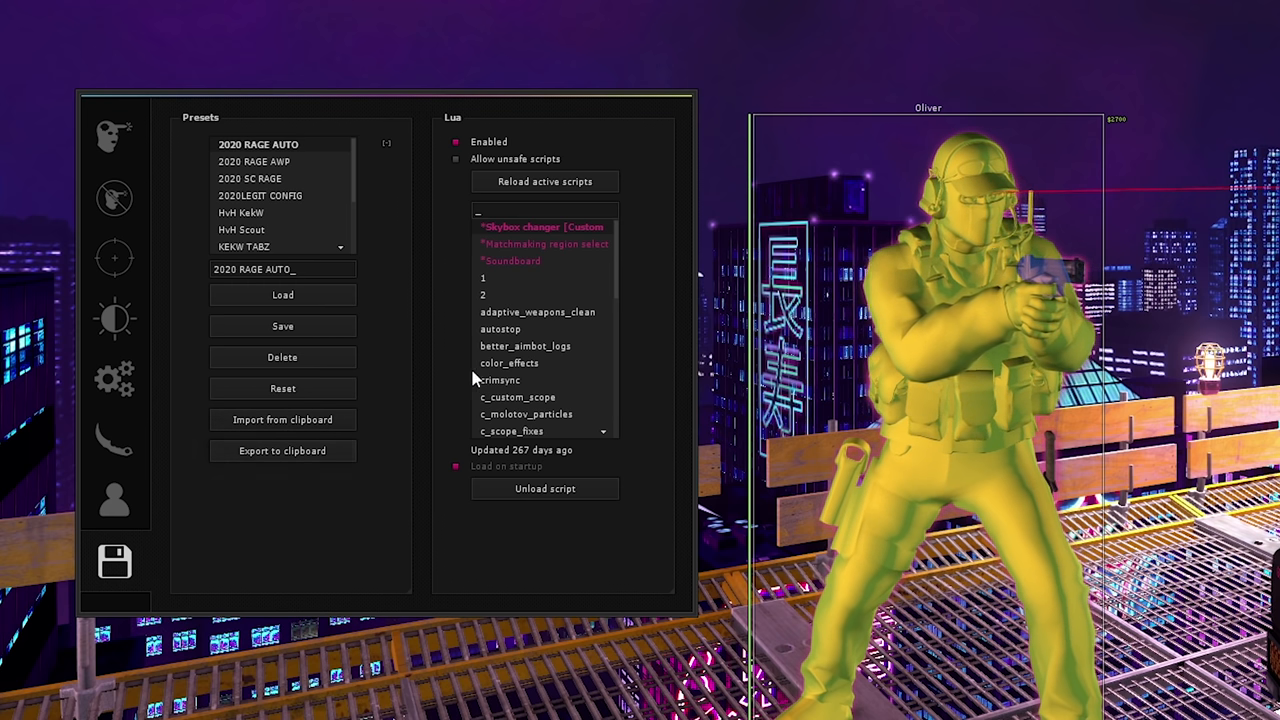 Oliver
$2700
Presets
2020 RAGE AUTO
[-]
2020 RAGE AWP
2020 SC RAGE
2020LEGIT CONFIG
HvH KekW
HvH Scout
KEKW TABZ
2020 RAGE AUTO_
Load
Save
Delete
Reset
Import from clipboard
Export to clipboard
Lua
Enabled
Allow unsafe scripts
Reload active scripts
_
*Skybox changer [Custom
*Matchmaking region select
*Soundboard
1
2
adaptive_weapons_clean
autostop
better_aimbot_logs
color_effects
crimsync
c_custom_scope
c_molotov_particles
c_scope_fixes
Updated 267 days ago
Load on startup
Unload script
長寿